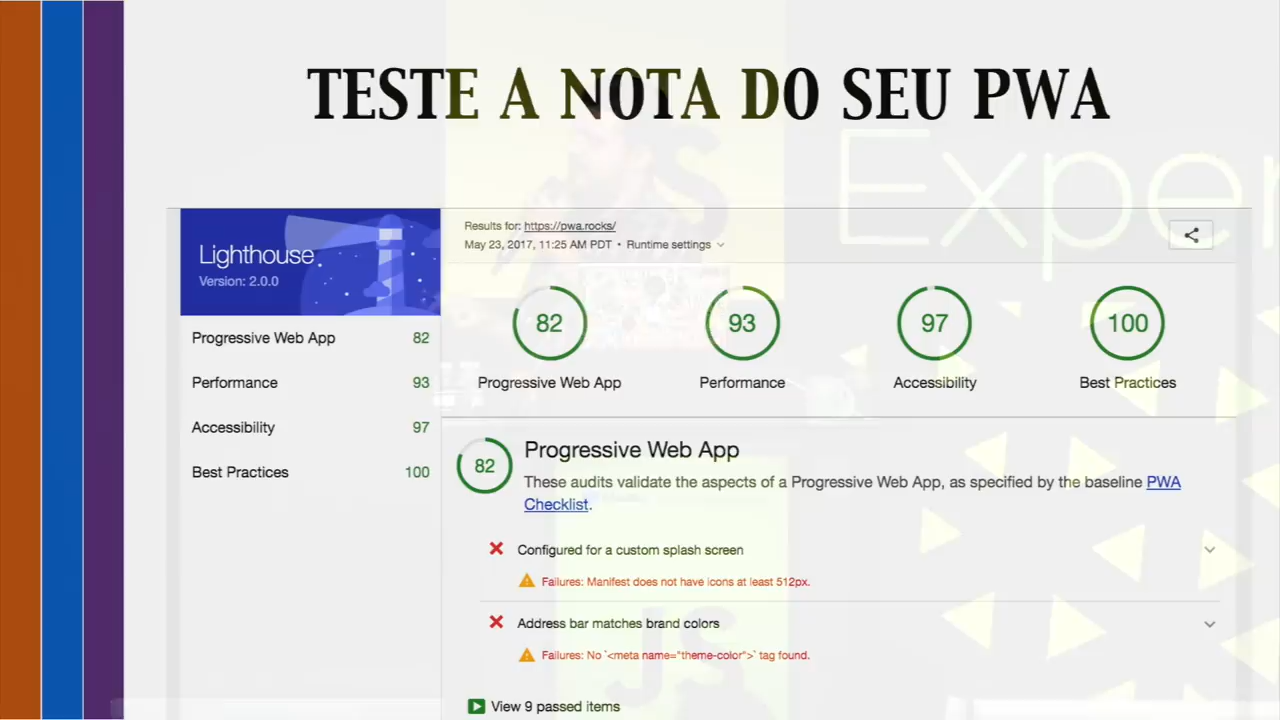 TESTE A NOTA DO SEU PWA
JS
Exper
Lighthouse
Version: 2.0.0
Progressive Web App 82
Performance 93
Accessibility 97
Best Practices 100
Results for: https://pwa.rocks/
May 23, 2017, 11:25 AM PDT • Runtime settings
82 93 97 100
Progressive Web App Performance Accessibility Best Practices
82
Progressive Web App
These audits validate the aspects of a Progressive Web App, as specified by the baseline PWA
Checklist.
Configured for a custom splash screen
Failures: Manifest does not have icons at least 512px.
Address bar matches brand colors
Failures: No `<meta name="theme-color">` tag found.
View 9 passed items
JS